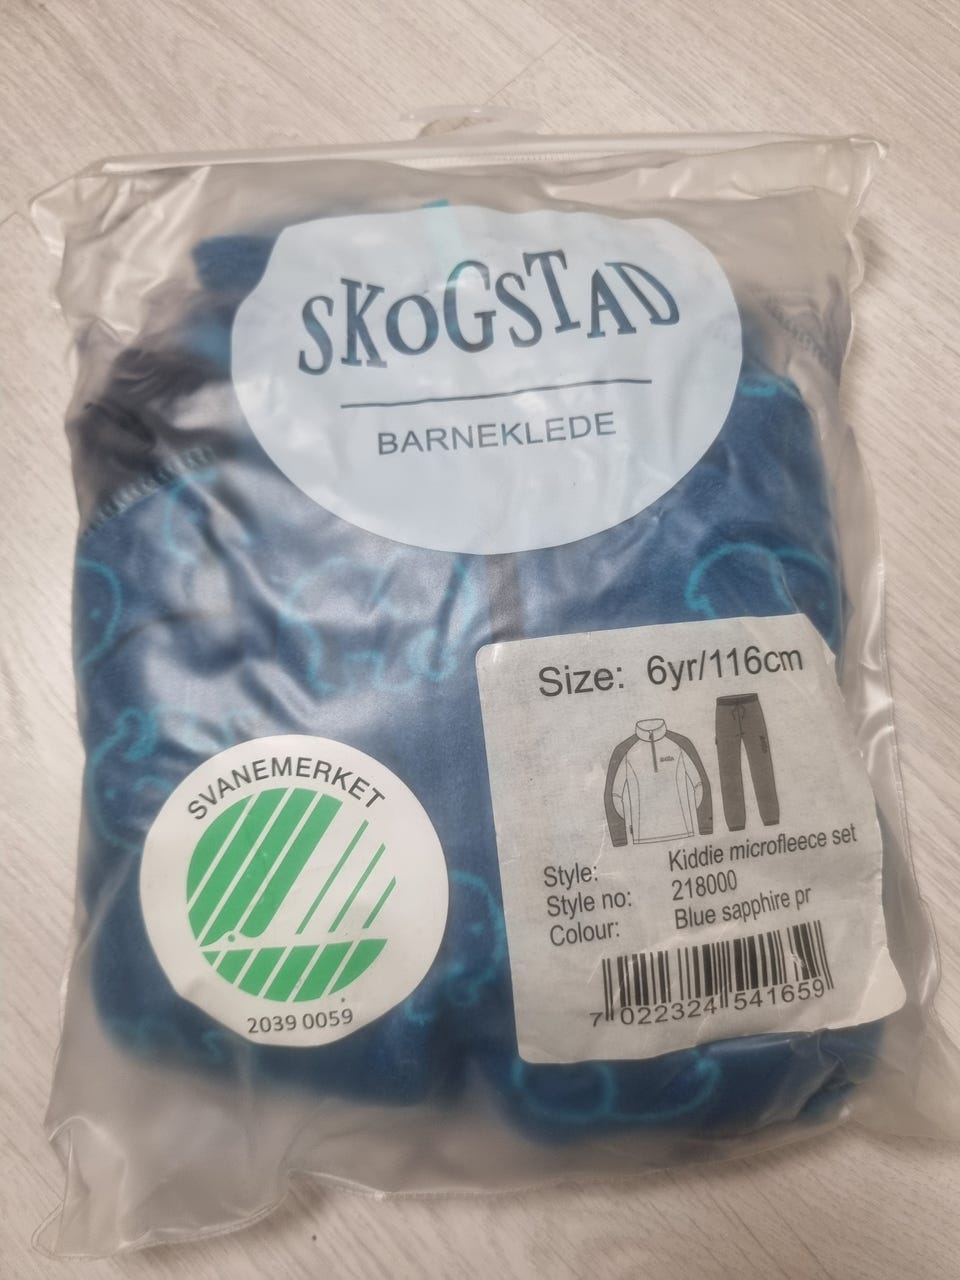 SKOGSTAD
BARNEKLEDE
Size: 6yr/116cm
Style: Kiddie microfleece set
Style no: 218000
Colour: Blue sapphire pr
7 022324 541659
SVANEMERKET
2039 0059